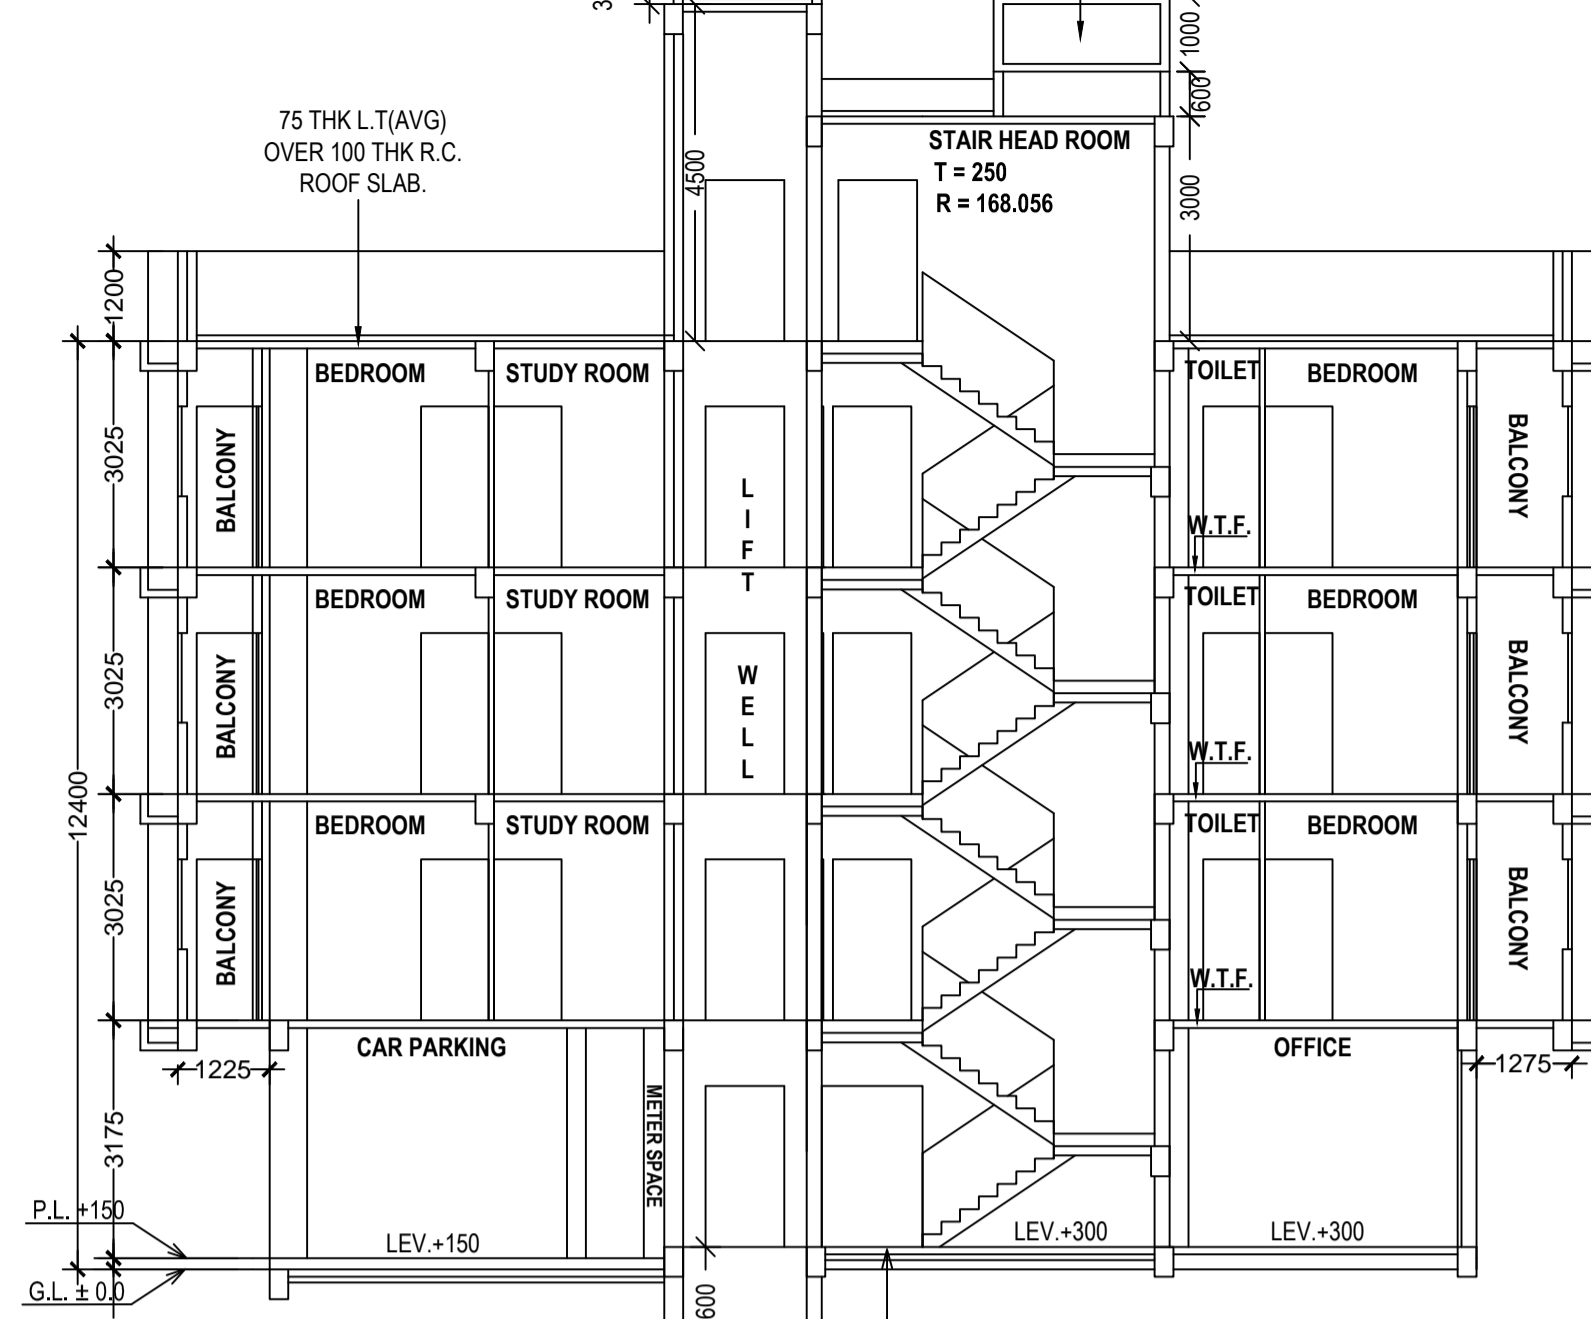 3
1000
600
75 THK L.T(AVG)
OVER 100 THK R.C.
ROOF SLAB.
4500
STAIR HEAD ROOM
T = 250
R = 168.056
3000
1200
BEDROOM
STUDY ROOM
TOILET
BEDROOM
3025
BALCONY
LIFT
W.T.F.
BALCONY
BEDROOM
STUDY ROOM
TOILET
BEDROOM
3025
BALCONY
WELL
W.T.F.
BALCONY
12400
BEDROOM
STUDY ROOM
TOILET
BEDROOM
3025
BALCONY
W.T.F.
BALCONY
CAR PARKING
OFFICE
1225
1275
3175
METER SPACE
P.L. +150
LEV.+150
LEV.+300
LEV.+300
G.L. ± 0.0
600